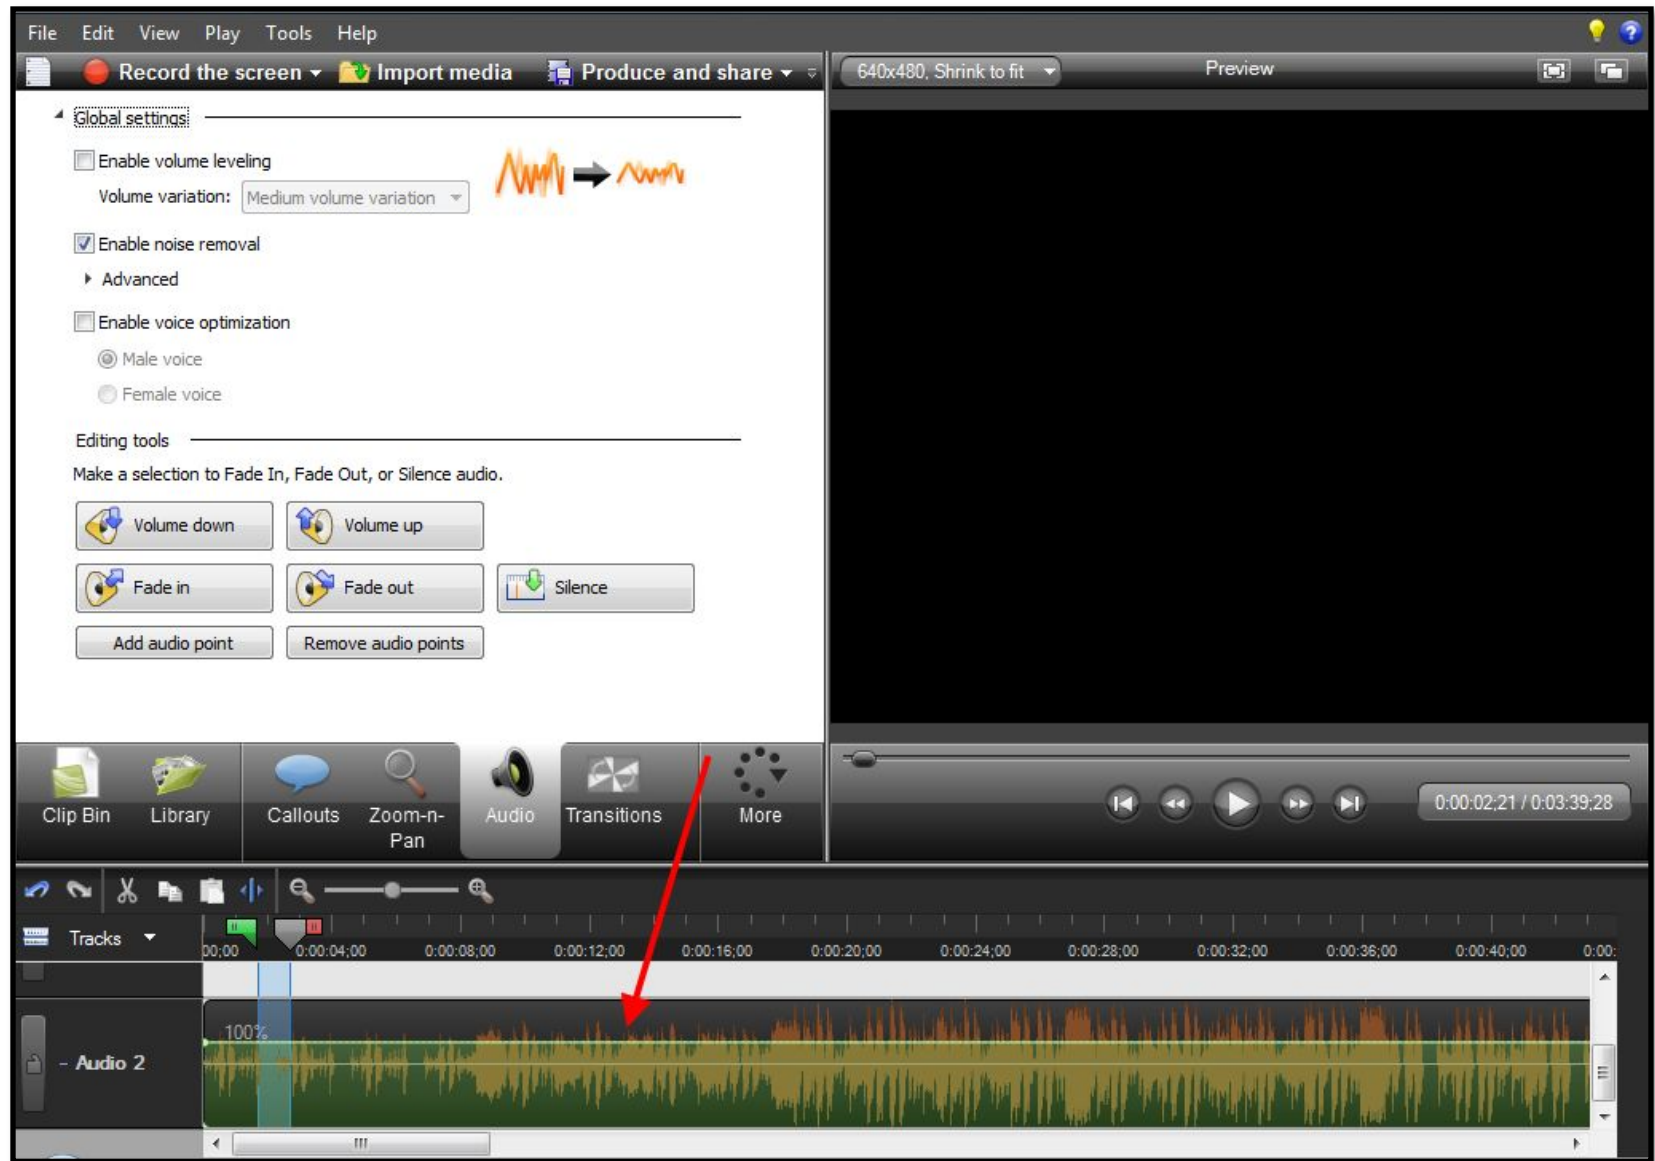 File Edit View Play Tools Help
Record the screen Import media Produce and share
640x480, Shrink to fit Preview
Global settings
Enable volume leveling
Volume variation: Medium volume variation
Enable noise removal
Advanced
Enable voice optimization
Male voice
Female voice
Editing tools
Make a selection to Fade In, Fade Out, or Silence audio.
Volume down Volume up
Fade in Fade out Silence
Add audio point Remove audio points
Clip Bin Library Callouts Zoom-n-
Pan Audio Transitions More
0:00:02;21 / 0:03:39;28
Tracks
00;00 0:00:04;00 0:00:08;00 0:00:12;00 0:00:16;00 0:00:20;00 0:00:24;00 0:00:28;00 0:00:32;00 0:00:36;00 0:00:40;00 0:00:
100%
- Audio 2